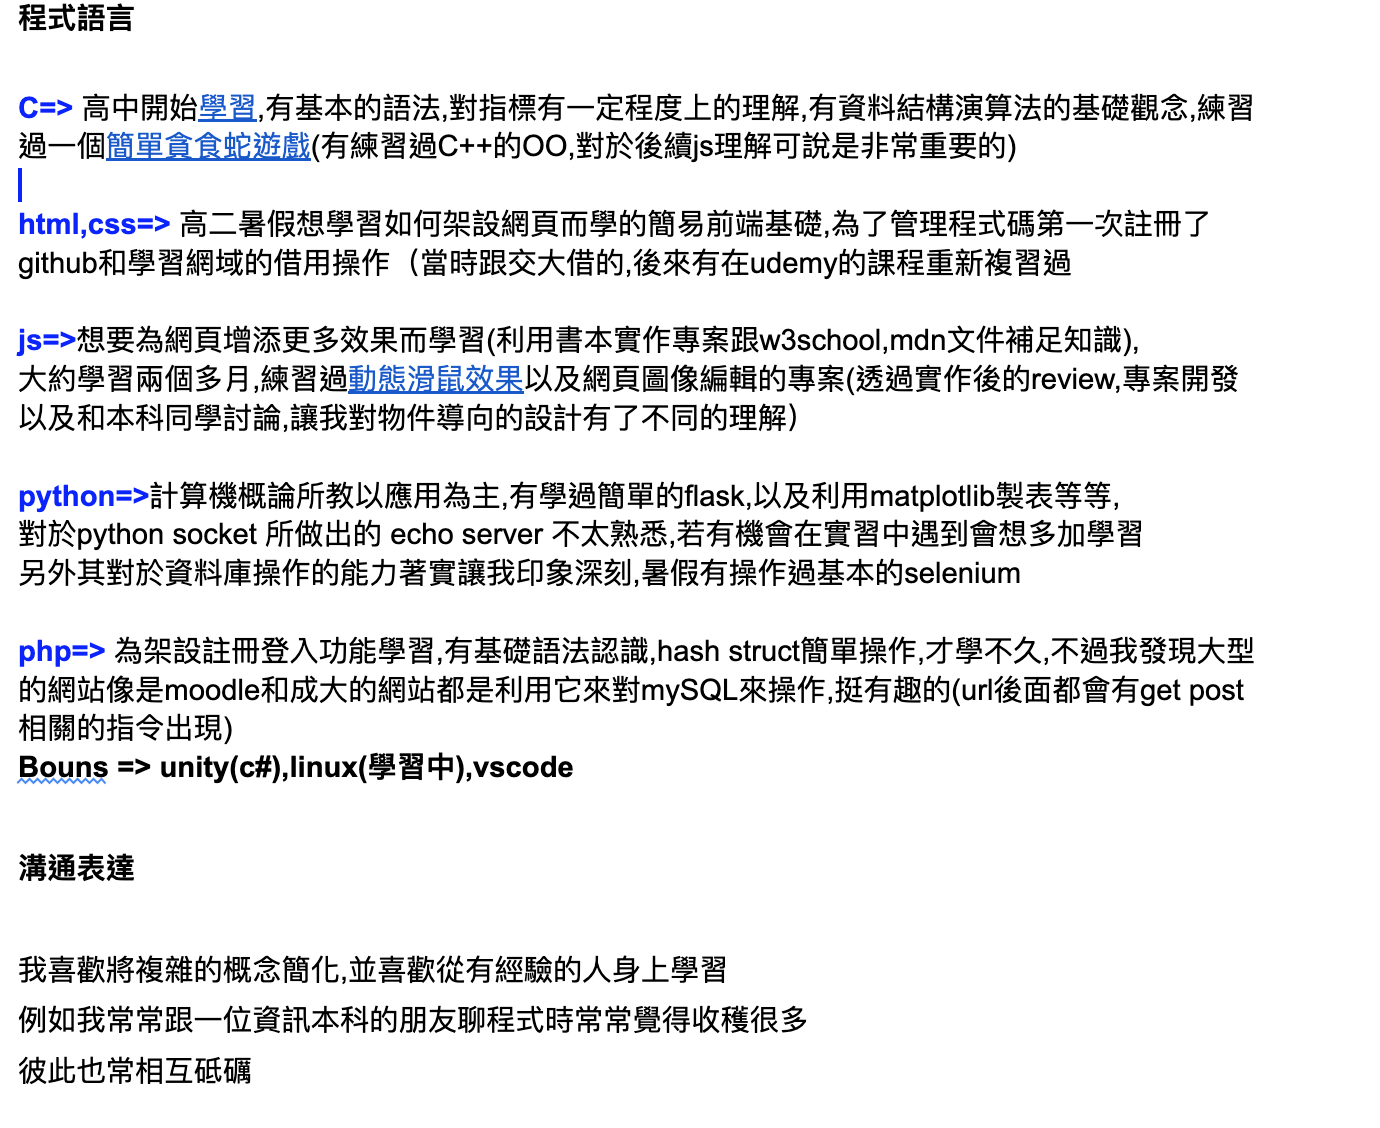 程式語言
C=> 高中開始學習,有基本的語法,對指標有一定程度上的理解,有資料結構演算法的基礎觀念,練習
過一個簡單貪食蛇遊戲(有練習過C++的OO,對於後續js理解可說是非常重要的)
html,css=> 高二暑假想學習如何架設網頁而學的簡易前端基礎,為了管理程式碼第一次註冊了
github和學習網域的借用操作（當時跟交大借的,後來有在udemy的課程重新複習過
js=>想要為網頁增添更多效果而學習(利用書本實作專案跟w3school,mdn文件補足知識),
大約學習兩個多月,練習過動態滑鼠效果以及網頁圖像編輯的專案(透過實作後的review,專案開發
以及和本科同學討論,讓我對物件導向的設計有了不同的理解）
python=>計算機概論所教以應用為主,有學過簡單的flask,以及利用matplotlib製表等等,
對於python socket 所做出的 echo server 不太熟悉,若有機會在實習中遇到會想多加學習
另外其對於資料庫操作的能力著實讓我印象深刻,暑假有操作過基本的selenium
php=> 為架設註冊登入功能學習,有基礎語法認識,hash struct簡單操作,才學不久,不過我發現大型
的網站像是moodle和成大的網站都是利用它來對mySQL來操作,挺有趣的(url後面都會有get post
相關的指令出現)
Bouns => unity(c#),linux(學習中),vscode
溝通表達
我喜歡將複雜的概念簡化,並喜歡從有經驗的人身上學習
例如我常常跟一位資訊本科的朋友聊程式時常常覺得收穫很多
彼此也常相互砥礪